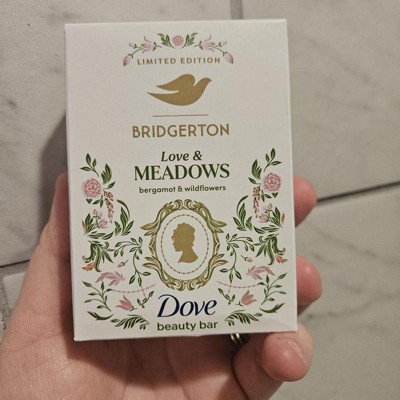 LIMITED EDITION
BRIDGERTON
Love &
MEADOWS
bergamot & wildflowers
Dove
beauty bar